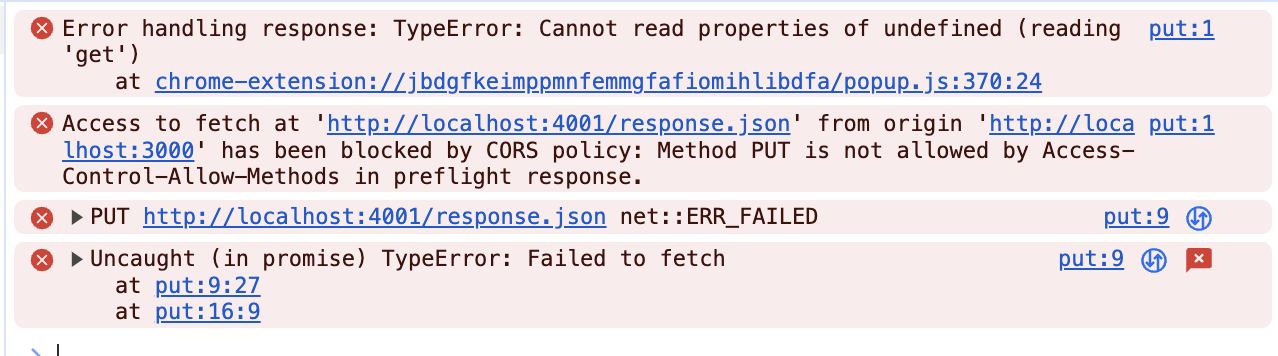 Error handling response: TypeError: Cannot read properties of undefined (reading put:1
'get')
at chrome-extension://jbdgfkeimppmnfemmgfafiomihlibdfa/popup.js:370:24
Access to fetch at 'http://localhost:4001/response.json' from origin 'http://loca put:1
lhost:3000' has been blocked by CORS policy: Method PUT is not allowed by Access-
Control-Allow-Methods in preflight response.
PUT http://localhost:4001/response.json net::ERR_FAILED put:9
Uncaught (in promise) TypeError: Failed to fetch put:9
at put:9:27
at put:16:9